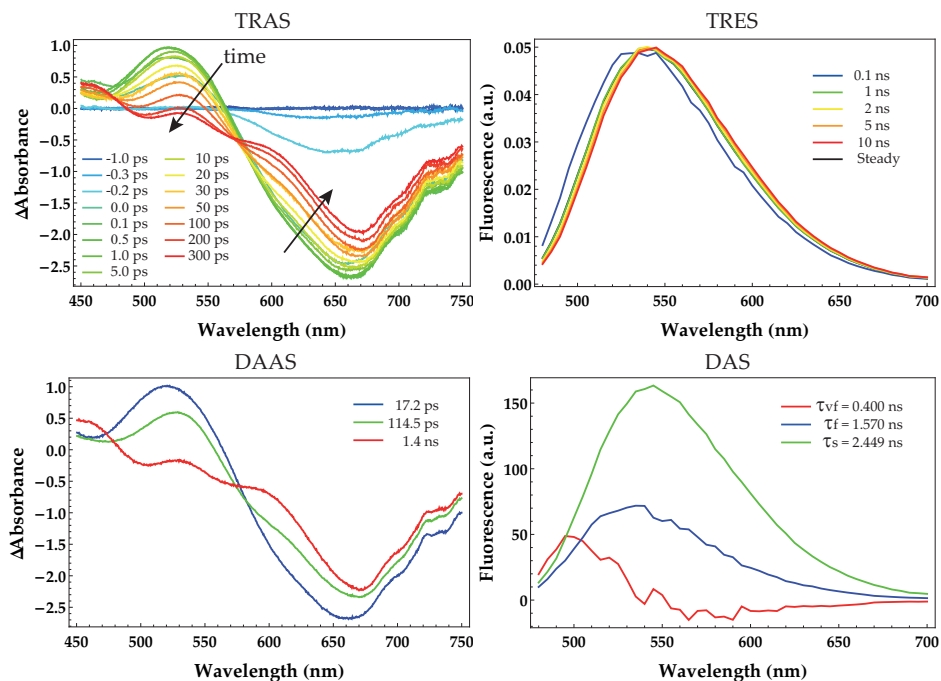 TRAS
1.0
0.5
0.0
−0.5
−1.0
−1.5
−2.0
−2.5
ΔAbsorbance
time
-1.0 ps
-0.3 ps
-0.2 ps
0.0 ps
0.1 ps
0.5 ps
1.0 ps
5.0 ps
10 ps
20 ps
30 ps
50 ps
100 ps
200 ps
300 ps
450 500 550 600 650 700 750
Wavelength (nm)
TRES
0.05
0.04
0.03
0.02
0.01
0.00
Fluorescence (a.u.)
0.1 ns
1 ns
2 ns
5 ns
10 ns
Steady
500 550 600 650 700
Wavelength (nm)
DAAS
1.0
0.5
0.0
−0.5
−1.0
−1.5
−2.0
−2.5
ΔAbsorbance
17.2 ps
114.5 ps
1.4 ns
450 500 550 600 650 700 750
Wavelength (nm)
DAS
150
100
50
0
Fluorescence (a.u.)
τvf = 0.400 ns
τf = 1.570 ns
τs = 2.449 ns
500 550 600 650 700
Wavelength (nm)